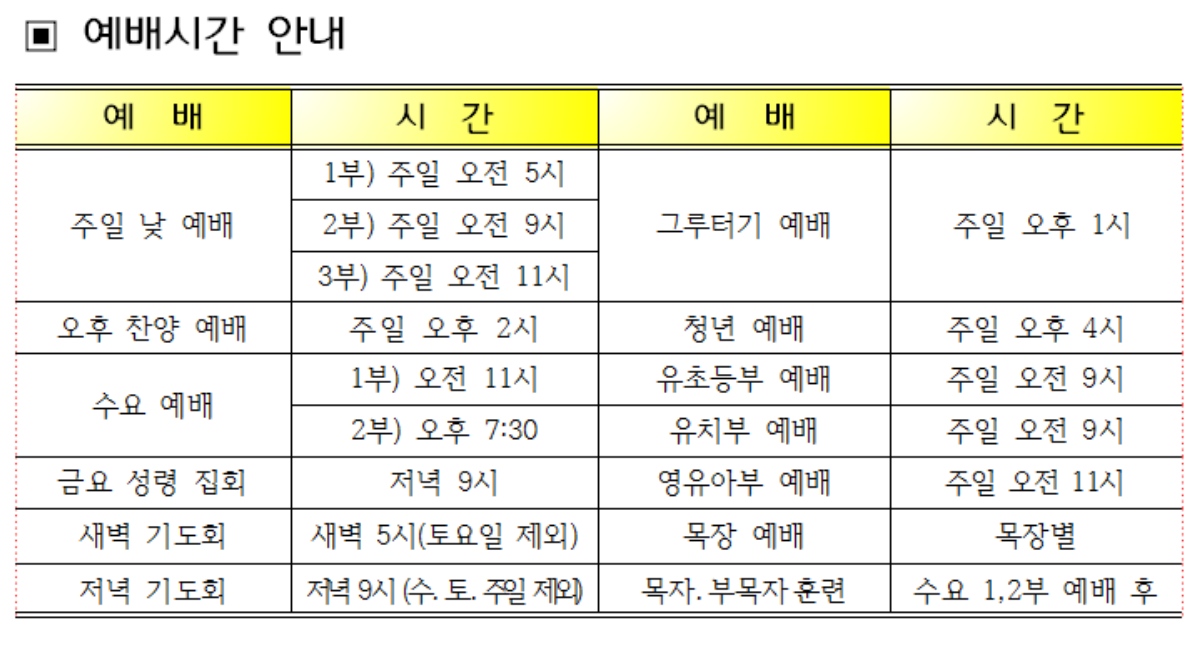 ▣ 예배시간 안내
예 배 시 간 예 배 시 간
주일 낮 예배 1부) 주일 오전 5시 그루터기 예배 주일 오후 1시
2부) 주일 오전 9시
3부) 주일 오전 11시
오후 찬양 예배 주일 오후 2시 청년 예배 주일 오후 4시
수요 예배 1부) 오전 11시 유초등부 예배 주일 오전 9시
2부) 오후 7:30 유치부 예배 주일 오전 9시
금요 성령 집회 저녁 9시 영유아부 예배 주일 오전 11시
새벽 기도회 새벽 5시(토요일 제외) 목장 예배 목장별
저녁 기도회 저녁 9시 (수. 토. 주일 제외) 목자. 부목자 훈련 수요 1,2부 예배 후